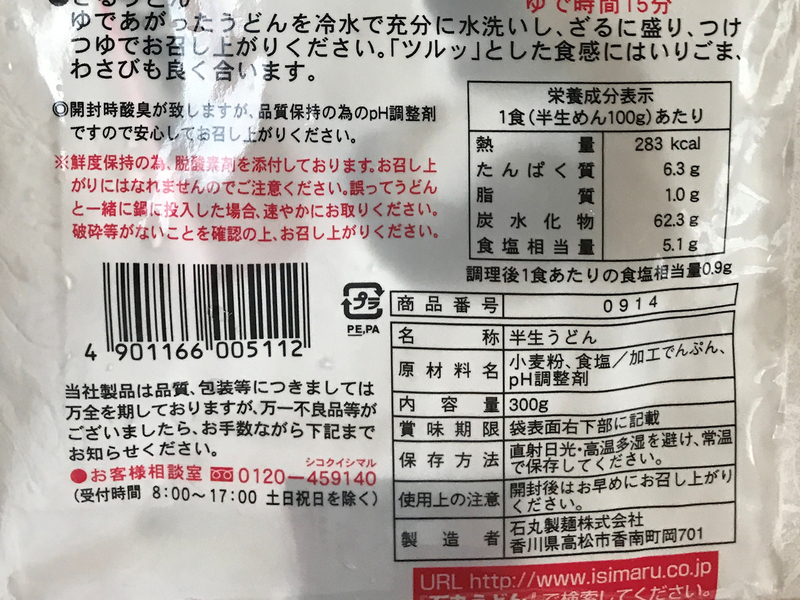 ●ざるうどん
ゆで時間15分
ゆであがったうどんを冷水で充分に水洗いし、ざるに盛り、つけ
つゆでお召し上がりください。「ツルッ」とした食感にはいりごま、
わさびも良く合います。
◎開封時酸臭が致しますが、品質保持の為のpH調整剤
ですので安心してお召し上がりください。
※鮮度保持の為、脱酸素剤を添付しております。お召し上
がりにはなれませんのでご注意ください。誤ってうどん
と一緒に鍋に投入した場合、速やかにお取りください。
破砕等がないことを確認の上、お召し上がりください。
栄養成分表示
1食(半生めん100g)あたり
熱量 283 kcal
たんぱく質 6.3 g
脂質 1.0 g
炭水化物 62.3 g
食塩相当量 5.1 g
調理後1食あたりの食塩相当量0.9g
4 901166 005112
プラ
PE,PA
商品番号 0914
名称 半生うどん
原材料名 小麦粉、食塩/加工でんぷん、
pH調整剤
内容量 300g
賞味期限 袋表面右下部に記載
保存方法 直射日光・高温多湿を避け、常温
で保存してください。
使用上の注意 開封後はお早めにお召し上がり
ください。
製造者 石丸製麺株式会社
香川県高松市香南町岡701
当社製品は品質、包装等につきましては
万全を期しておりますが、万一不良品等が
ございましたら、お手数ながら下記まで
お知らせください。
シコクイシマル
●お客様相談室 0120-459140
(受付時間 8:00〜17:00 土日祝日を除く)
URL http://www.isimaru.co.jp
で検索してください。